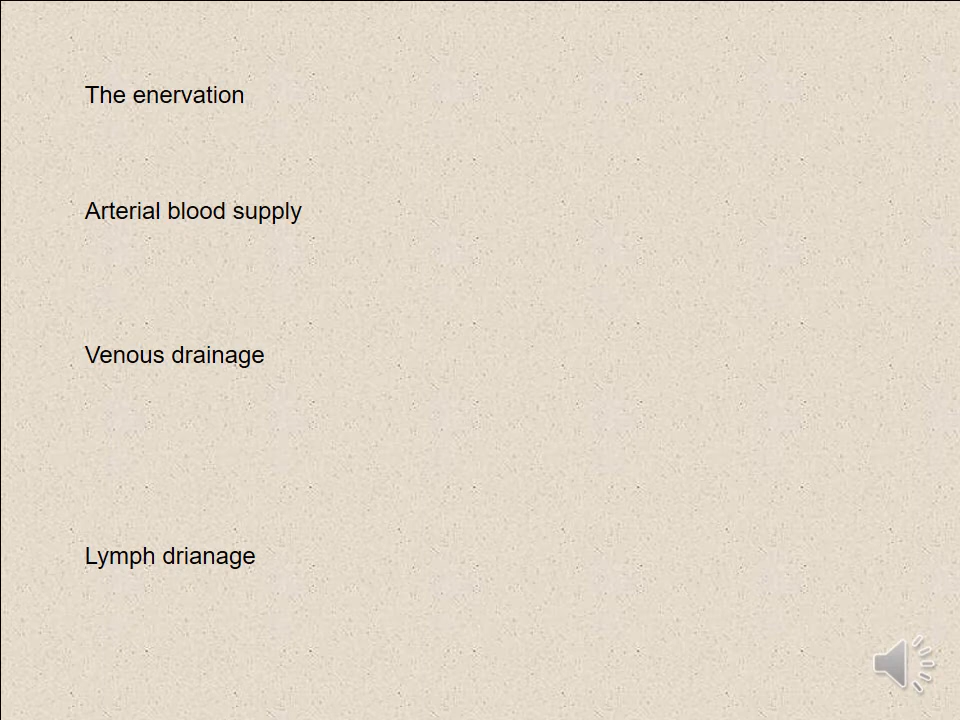 The enervation
Arterial blood supply
Venous drainage
Lymph drianage